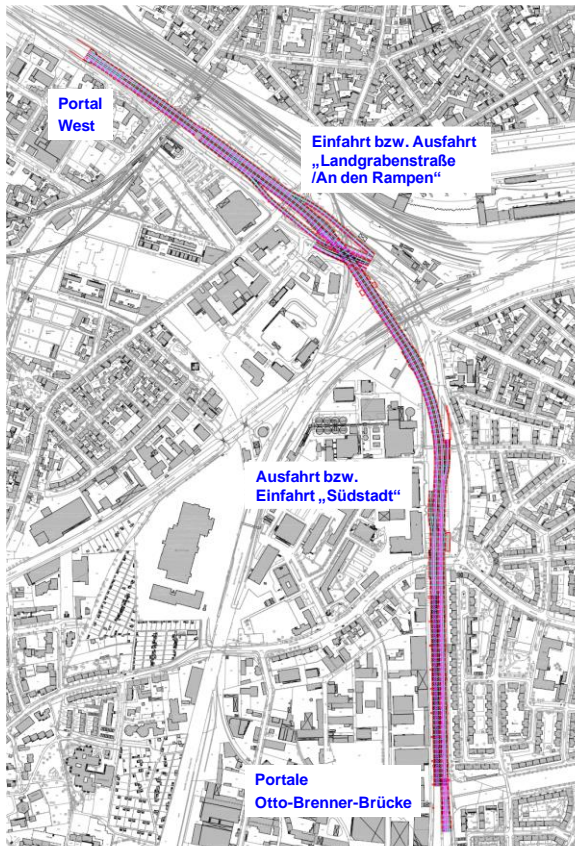 Portal
West
Einfahrt bzw. Ausfahrt
„Landgrabenstraße
/An den Rampen“
Ausfahrt bzw.
Einfahrt „Südstadt“
Portale
Otto-Brenner-Brücke